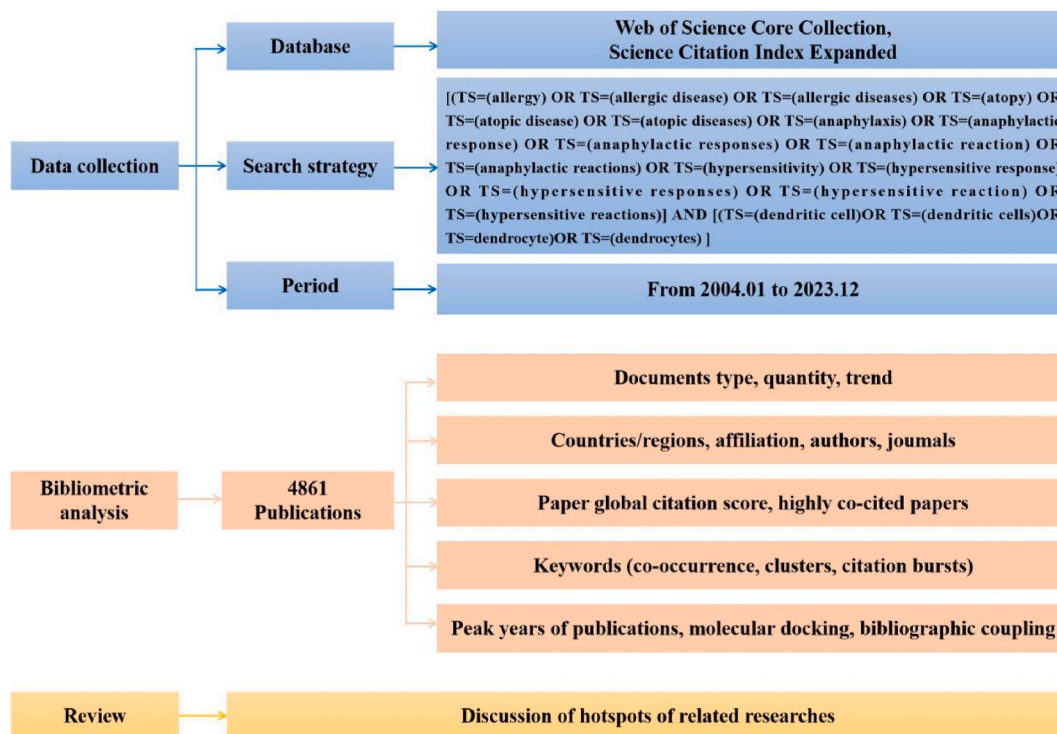 Database
Web of Science Core Collection,
Science Citation Index Expanded
Data collection
Search strategy
[(TS=(allergy) OR TS=(allergic disease) OR TS=(allergic diseases) OR TS=(atopy) OR
TS=(atopic disease) OR TS=(atopic diseases) OR TS=(anaphylaxis) OR TS=(anaphylactic
response) OR TS=(anaphylactic responses) OR TS=(anaphylactic reaction) OR
TS=(anaphylactic reactions) OR TS=(hypersensitivity) OR TS=(hypersensitive response)
OR TS=(hypersensitive responses) OR TS=(hypersensitive reaction) OR
TS=(hypersensitive reactions)] AND [(TS=(dendritic cell)OR TS=(dendritic cells)OR
TS=dendrocyte)OR TS=(dendrocytes) ]
Period
From 2004.01 to 2023.12
Bibliometric
analysis
4861
Publications
Documents type, quantity, trend
Countries/regions, affiliation, authors, joumals
Paper global citation score, highly co-cited papers
Keywords (co-occurrence, clusters, citation bursts)
Peak years of publications, molecular docking, bibliographic coupling
Review
Discussion of hotspots of related researches